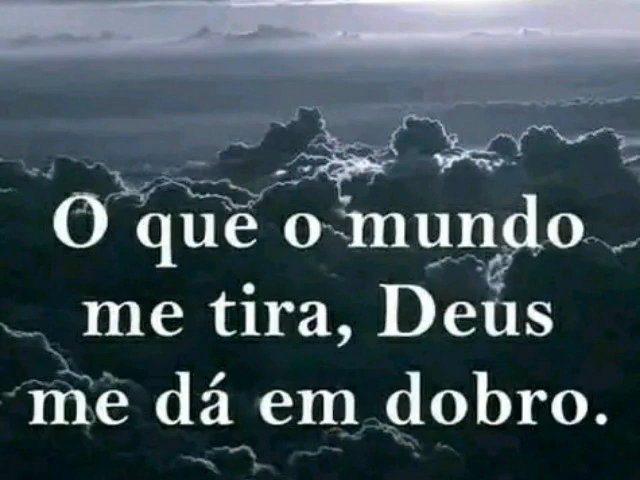 O que o mundo
me tira, Deus
me dá em dobro.